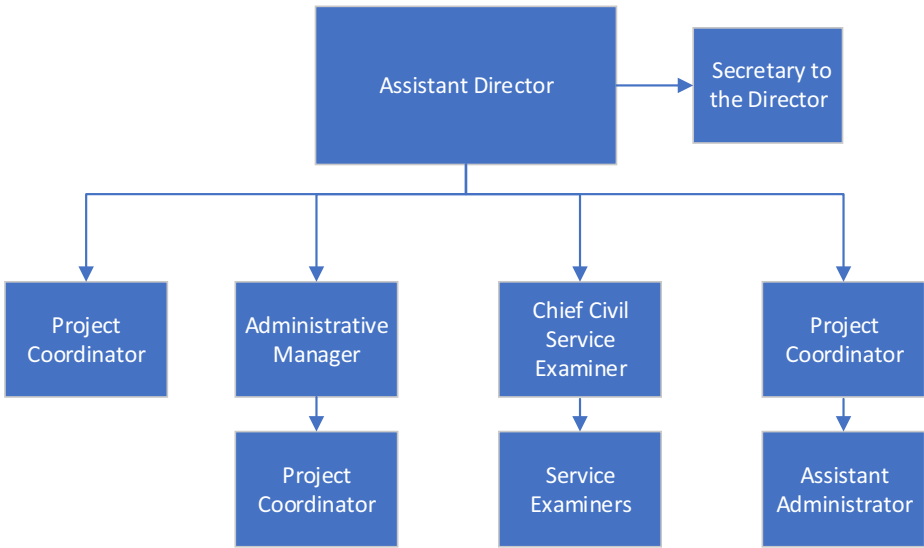 Assistant Director
Secretary to
the Director
Project
Coordinator
Administrative
Manager
Chief Civil
Service
Examiner
Project
Coordinator
Project
Coordinator
Service
Examiners
Assistant
Administrator